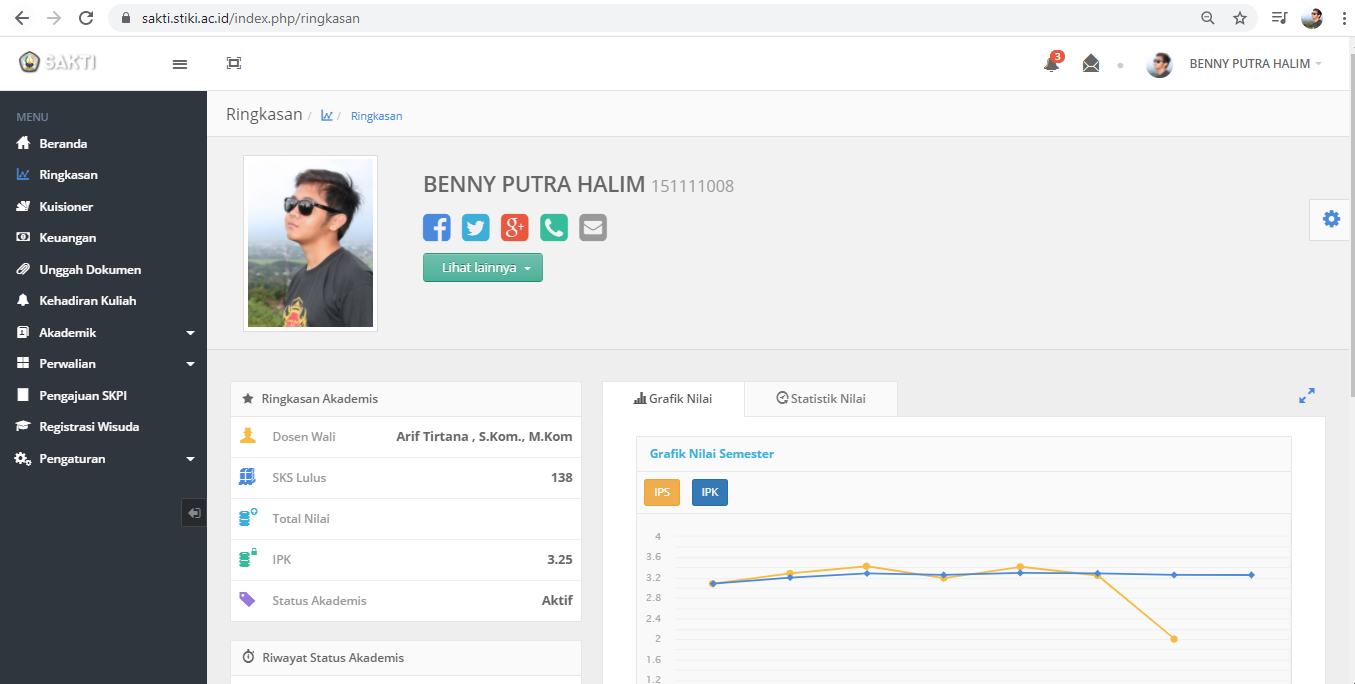 sakti.stiki.ac.id/index.php/ringkasan
SAKTI
3
BENNY PUTRA HALIM
MENU
Beranda
Ringkasan
Kuisioner
Keuangan
Unggah Dokumen
Kehadiran Kuliah
Akademik
Perwalian
Pengajuan SKPI
Registrasi Wisuda
Pengaturan
Ringkasan / / Ringkasan
BENNY PUTRA HALIM 151111008
Lihat lainnya
Ringkasan Akademis
Dosen Wali Arif Tirtana , S.Kom., M.Kom
SKS Lulus 138
Total Nilai
IPK 3.25
Status Akademis Aktif
Riwayat Status Akademis
Grafik Nilai Statistik Nilai
Grafik Nilai Semester
IPS IPK
4
3.6
3.2
2.8
2.4
2
1.6
1.2